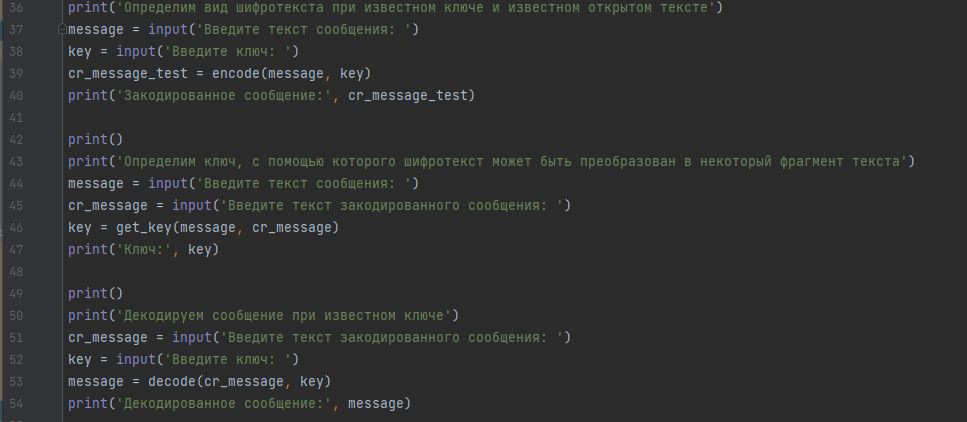 36 print('Определим вид шифротекста при известном ключе и известном открытом тексте')
37 message = input('Введите текст сообщения: ')
38 key = input('Введите ключ: ')
39 cr_message_test = encode(message, key)
40 print('Закодированное сообщение:', cr_message_test)
41
42 print()
43 print('Определим ключ, с помощью которого шифротекст может быть преобразован в некоторый фрагмент текста')
44 message = input('Введите текст сообщения: ')
45 cr_message = input('Введите текст закодированного сообщения: ')
46 key = get_key(message, cr_message)
47 print('Ключ:', key)
48
49 print()
50 print('Декодируем сообщение при известном ключе')
51 cr_message = input('Введите текст закодированного сообщения: ')
52 key = input('Введите ключ: ')
53 message = decode(cr_message, key)
54 print('Декодированное сообщение:', message)